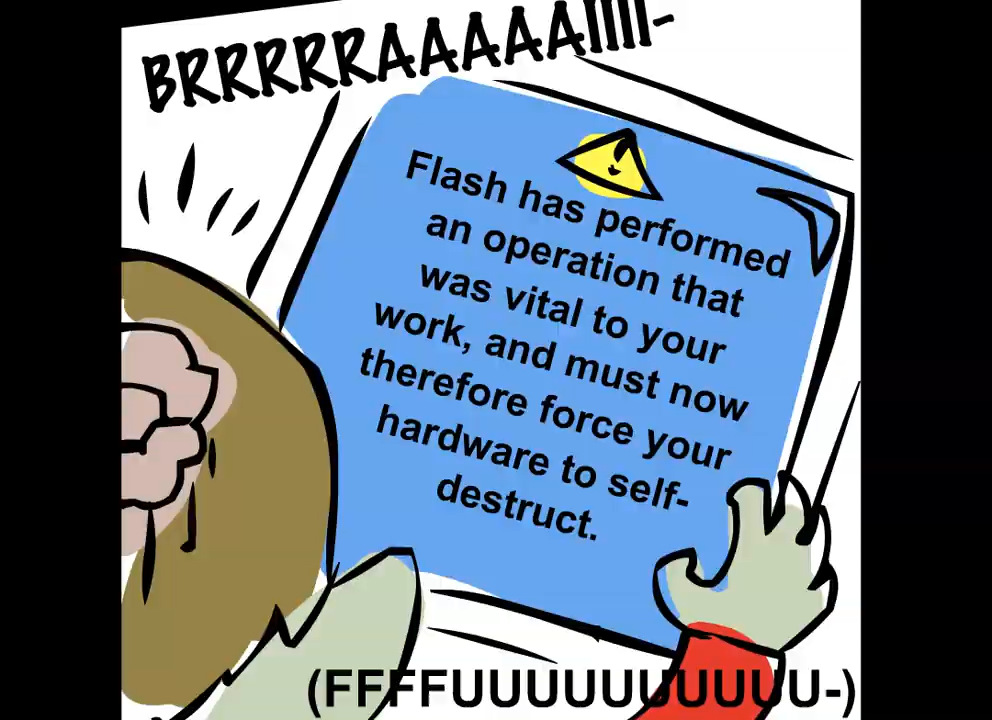 BRRRRRAAAAAIIII-
Flash has performed
an operation that
was vital to your
work, and must now
therefore force your
hardware to self-
destruct.
(FFFFUUUUUUUUUUU-)